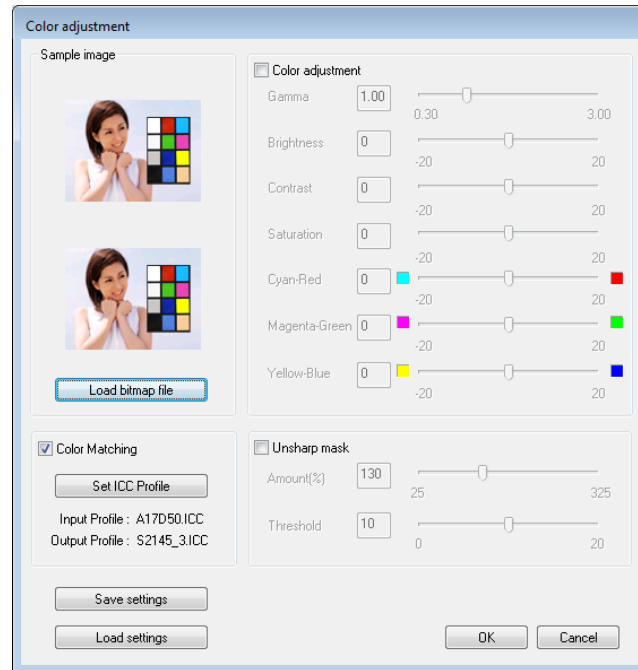 Color adjustment
Sample image
Load bitmap file
Color adjustment
Gamma 1.00
0.30 3.00
Brightness 0
-20 20
Contrast 0
-20 20
Saturation 0
-20 20
Cyan-Red 0
-20 20
Magenta-Green 0
-20 20
Yellow-Blue 0
-20 20
Color Matching
Set ICC Profile
Input Profile : A17D50.ICC
Output Profile : S2145_3.ICC
Unsharp mask
Amount(%) 130
25 325
Threshold 10
0 20
Save settings
Load settings
OK Cancel